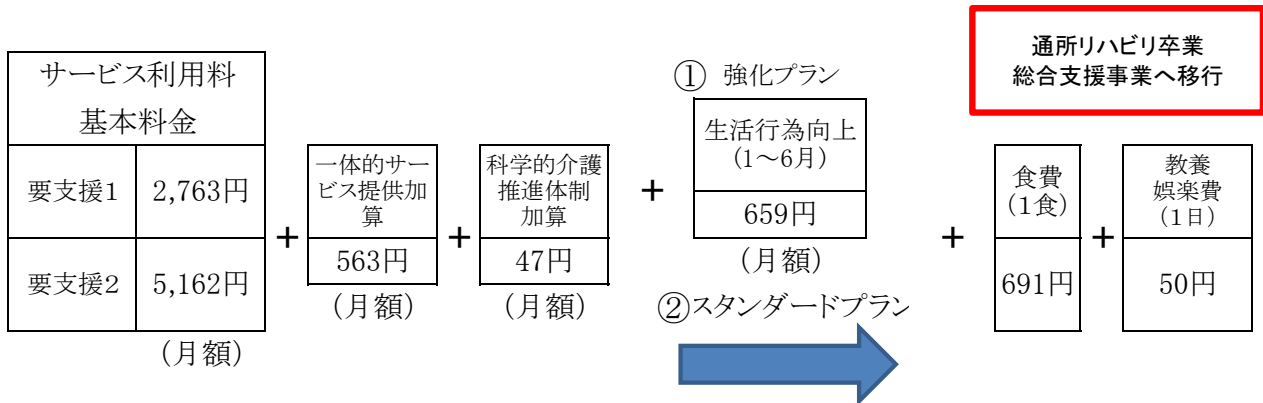 サービス利用料
基本料金
要支援1
2,763円
要支援2
5,162円
(月額)
+
一体的サー
ビス提供加
算
563円
(月額)
+
科学的介護
推進体制
加算
47円
(月額)
+
① 強化プラン
生活行為向上
(1～6月)
659円
(月額)
②スタンダードプラン
通所リハビリ卒業
総合支援事業へ移行
+
食費
(1食)
691円
+
教養
娯楽費
(1日)
50円